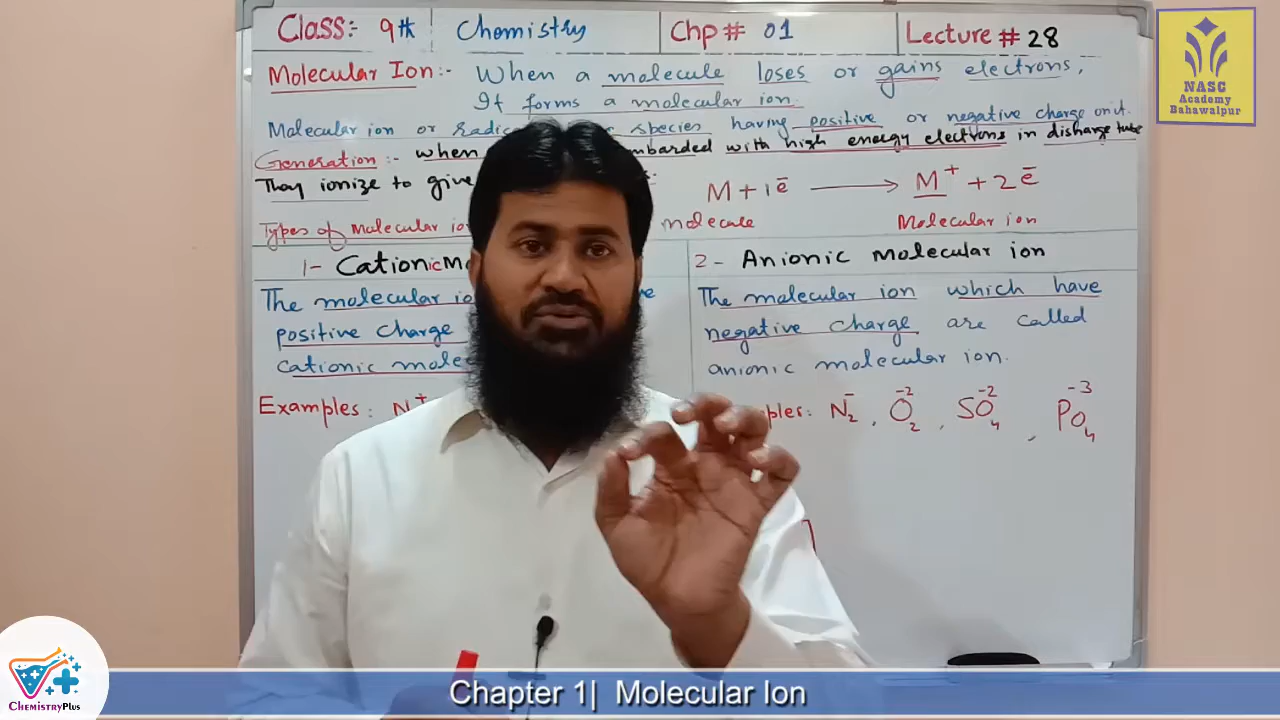 Class:- 9th Chemistry Chp# 01 Lecture # 28
NASC
Academy
Bahawalpur
Molecular Ion:- When a molecule loses or gains electrons,
It forms a molecular ion.
Molecular ion or species having positive or negative charge on it.
Generation :- when bombarded with high energy electrons in discharge tube
They ionize to give
M + 1e⁻ ⟶ M⁺ + 2e⁻
molecule Molecular ion
Types of Molecular
1- Cationic
The molecular
positive charge
cationic
Examples: N
2- Anionic molecular ion
The molecular ion which have
negative charge are called
anionic molecular ion.
N₂⁻, O₂⁻², SO₄⁻², PO₄⁻³
ChemistryPlus
Chapter 1| Molecular Ion